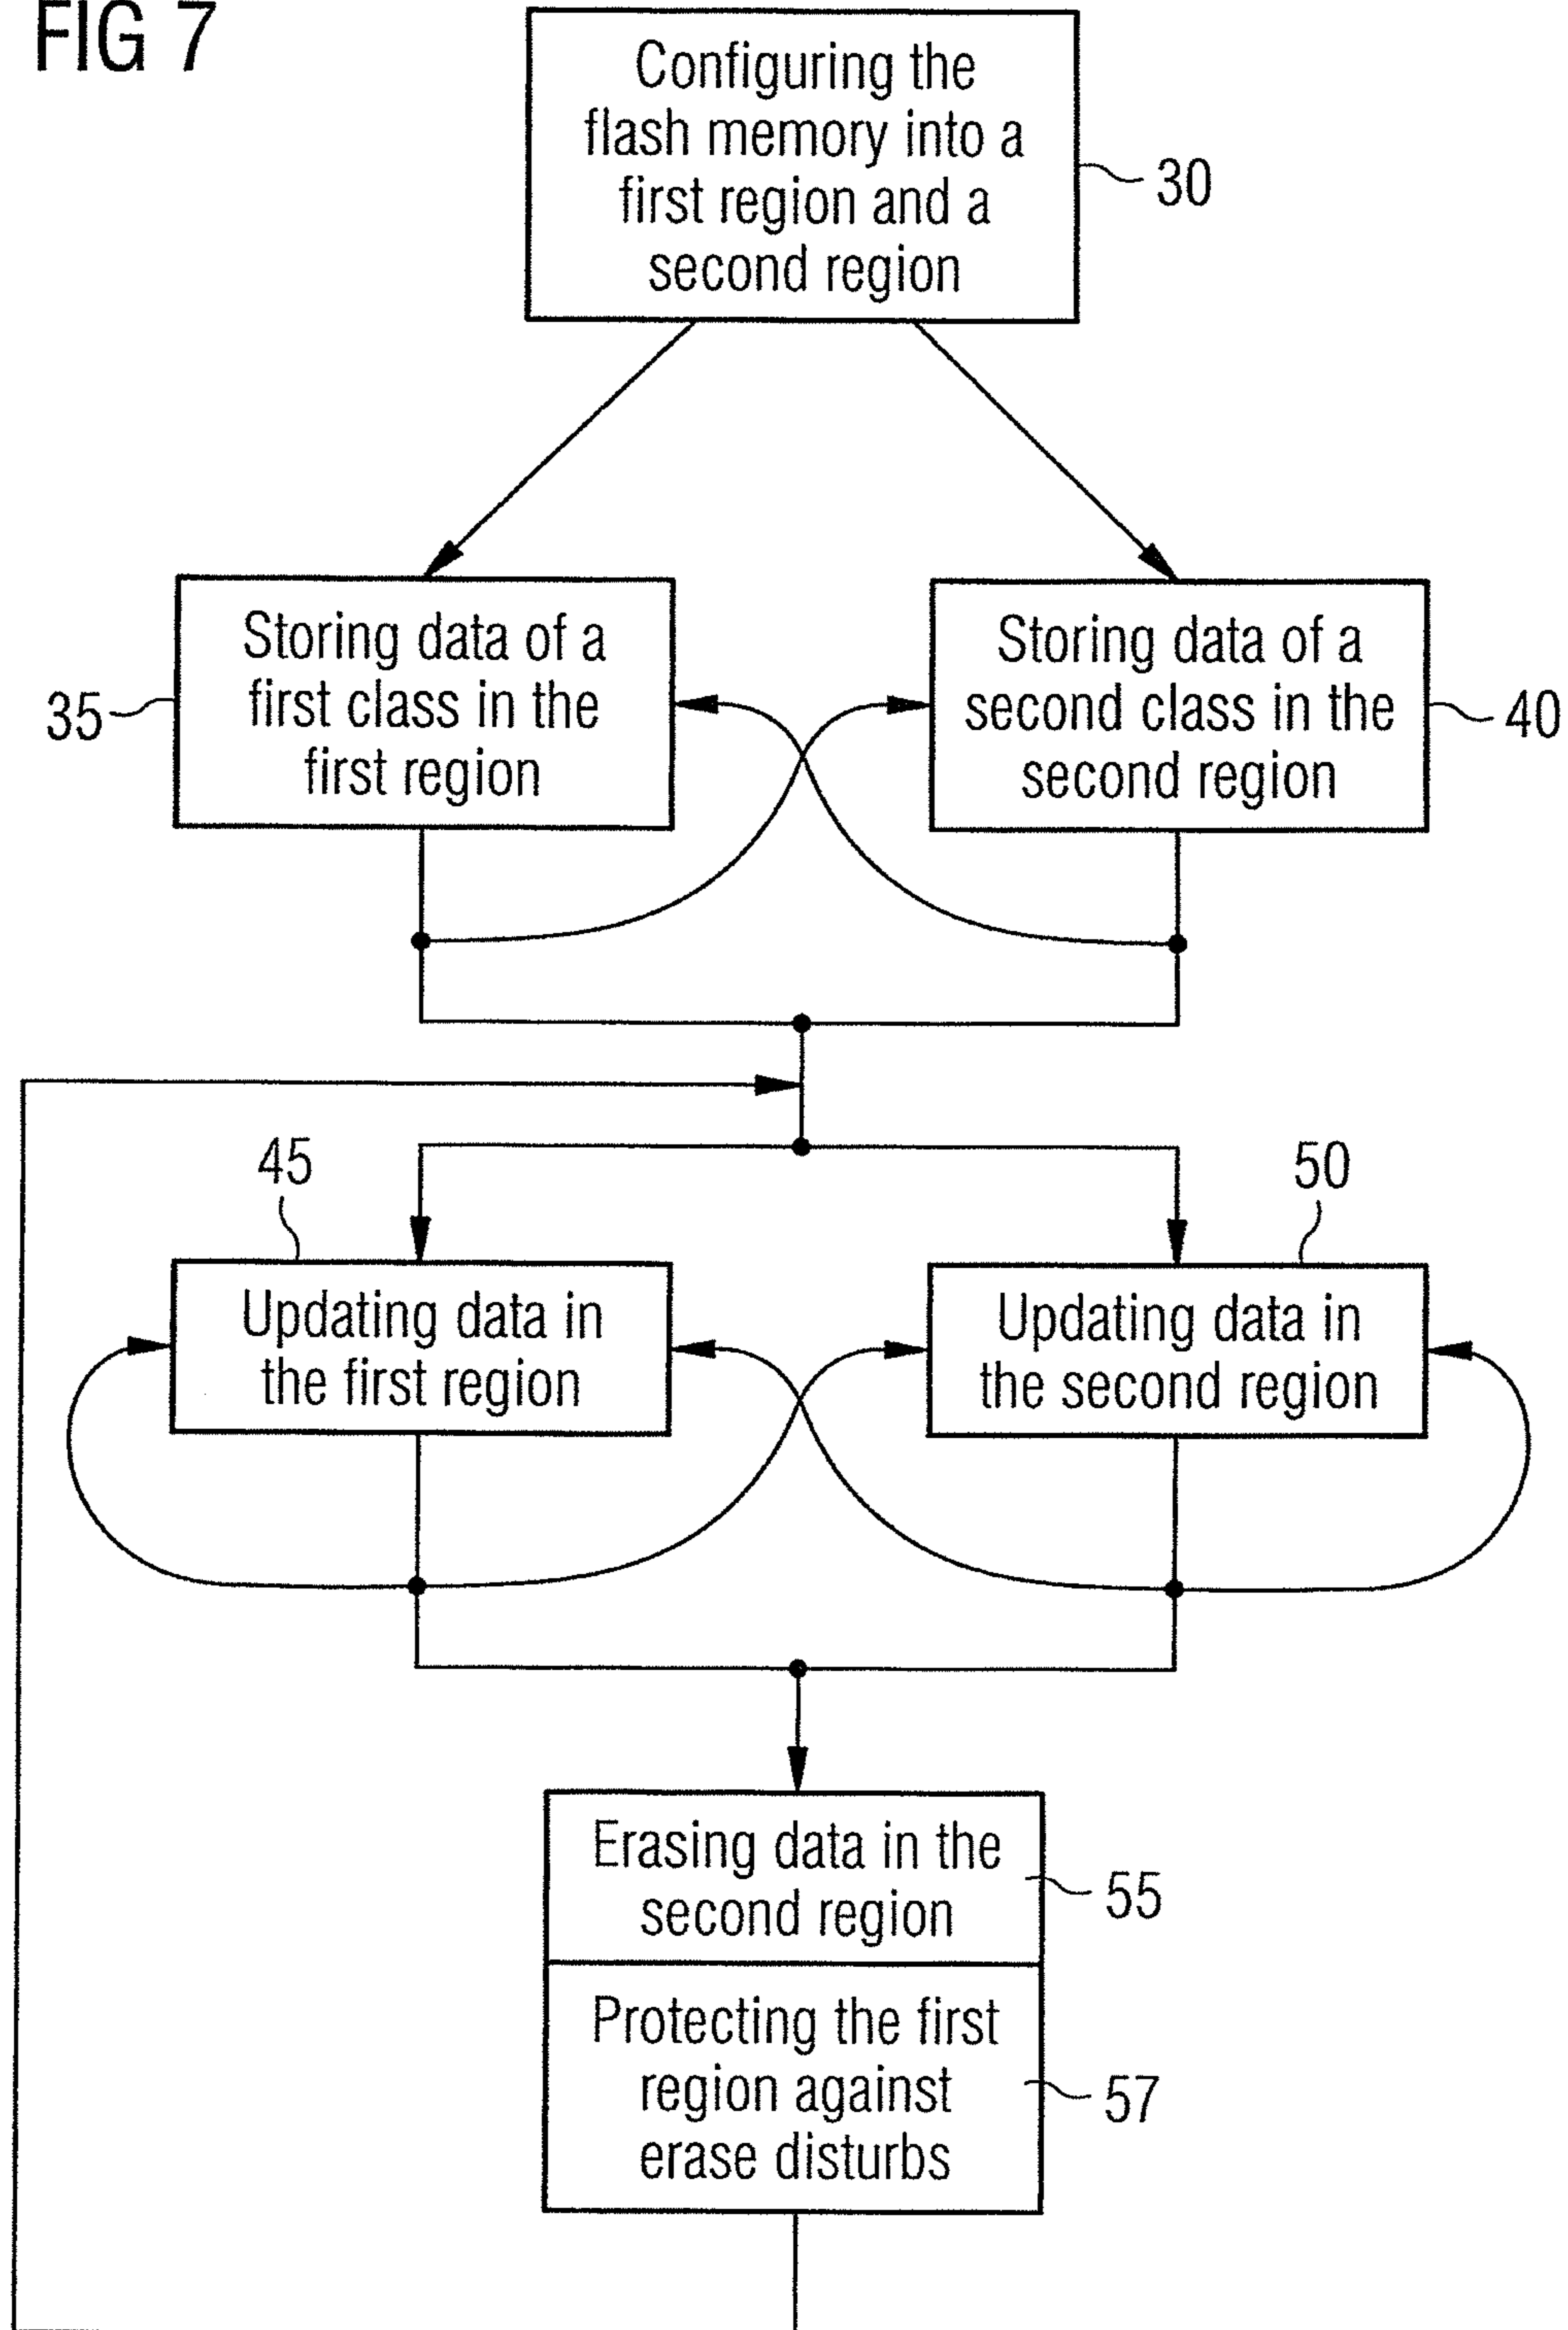 FIG 7
Configuring the
flash memory into a
first region and a
second region
30
Storing data of a
first class in the
first region
35
Storing data of a
second class in the
second region
40
45
50
Updating data in
the first region
Updating data in
the second region
Erasing data in the
second region
55
Protecting the first
region against
erase disturbs
57